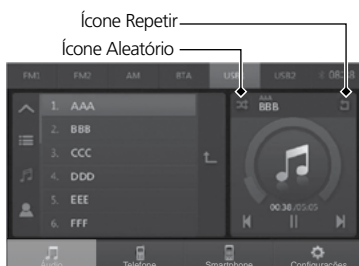 Ícone Repetir
Ícone Aleatório
FM1 FM2 AM BTA USB USB2
1. AAA
2. BBB
3. CCC
4. DDD
5. EEE
6. FFF
AAA
BBB
00:38 /05:05
Áudio Telefone Smartphone Configurações